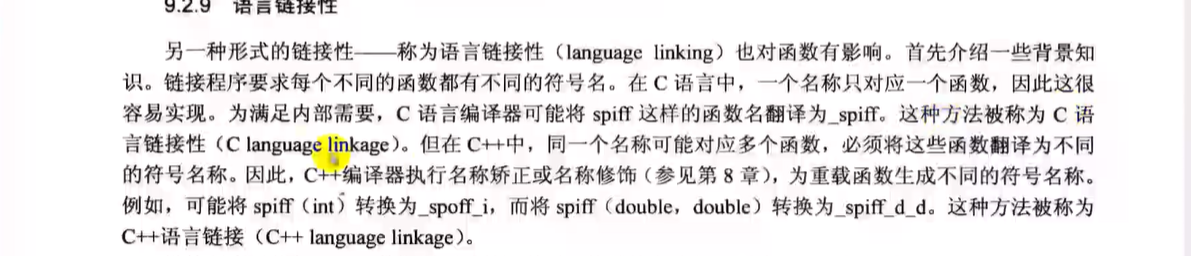 9.2.9 语言链接性
另一种形式的链接性——称为语言链接性（language linking）也对函数有影响。首先介绍一些背景知
识。链接程序要求每个不同的函数都有不同的符号名。在 C 语言中，一个名称只对应一个函数，因此这很
容易实现。为满足内部需要，C 语言编译器可能将 spiff 这样的函数名翻译为_spiff。这种方法被称为 C 语
言链接性（C language linkage）。但在 C++中，同一个名称可能对应多个函数，必须将这些函数翻译为不同
的符号名称。因此，C++编译器执行名称矫正或名称修饰（参见第 8 章），为重载函数生成不同的符号名称。
例如，可能将 spiff（int）转换为_spoff_i，而将 spiff（double，double）转换为_spiff_d_d。这种方法被称为
C++语言链接（C++ language linkage）。